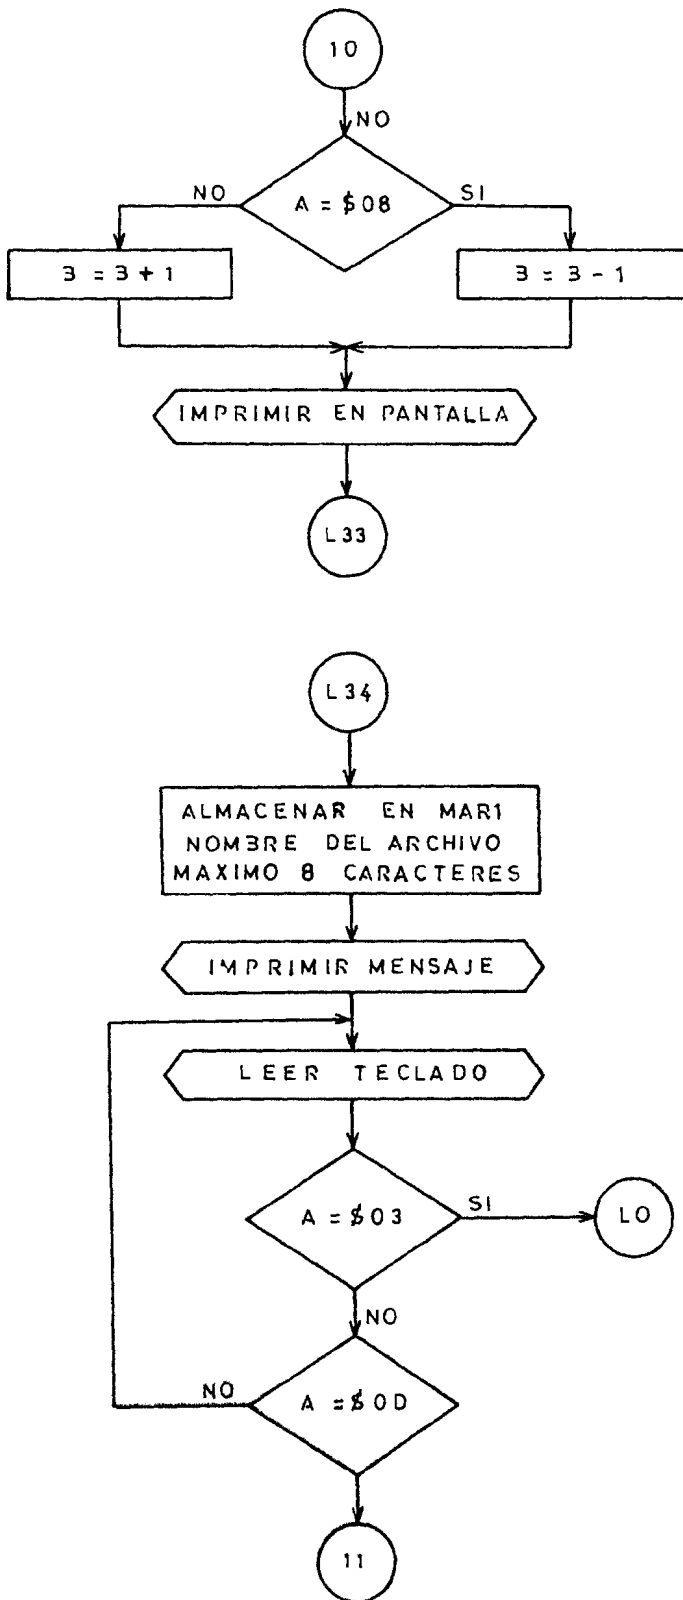 10
NO
NO
A = $08
SI
B = B + 1
B = B - 1
IMPRIMIR EN PANTALLA
L33
L34
ALMACENAR EN MAR1
NOMBRE DEL ARCHIVO
MAXIMO 8 CARACTERES
IMPRIMIR MENSAJE
LEER TECLADO
A = $03
SI
L0
NO
NO
A = $0D
11